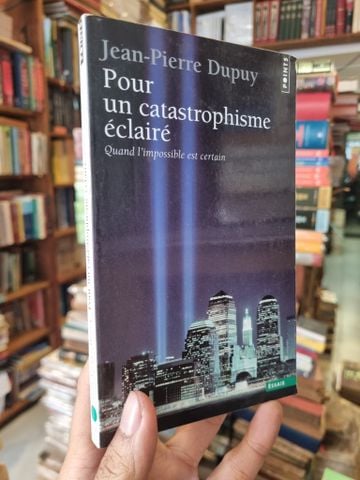 Jean-Pierre Dupuy
POINTS
Pour
un catastrophisme
éclairé
Quand l'impossible est certain
ESSAIS